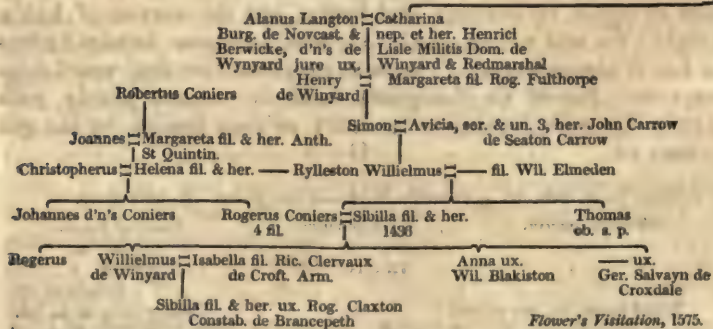 Alanus Langton Catharina
Burg. de Novcast. & nep. et her. Henrici
Berwicke, d'n's de Lisle Militis Dom. de
Wynyard jure ux. Winyard & Redmarshal
Henry Margareta fil. Rog. Fulthorpe
Robertus Coniers de Winyard
Simon Avicia, sor. & un. 3, her. John Carrow
Joannes Margareta fil. & her. Anth. de Seaton Carrow
St Quintin.
Christopherus Helena fil. & her. — Rylleston Willielmus — fil. Wil. Elmeden
Johannes d'n's Coniers Rogerus Coniers Sibilla fil. & her. Thomas
4 fil. 1436 ob. s. p.
Rogerus Willielmus Isabella fil. Ric. Clervaux Anna ux. — ux.
de Winyard de Croft. Arm. Wil. Blakiston Ger. Salvayn de
Croxdale
Sibilla fil. & her. ux. Rog. Claxton
Constab. de Brancepeth Flower's Visitation, 1575.